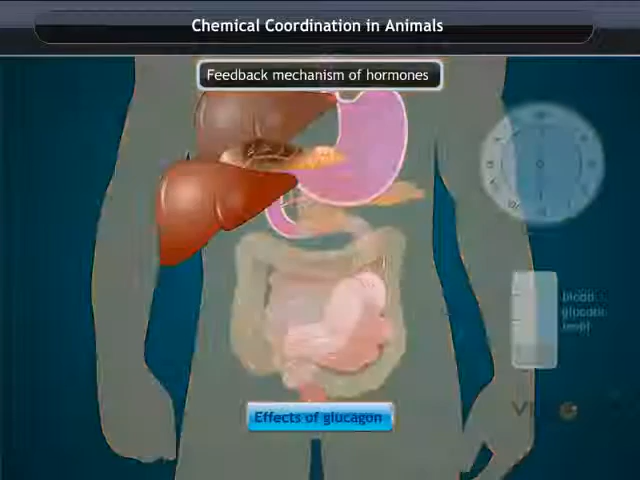 Chemical Coordination in Animals
Feedback mechanism of hormones
blood
glucose
level
Effects of glucagon